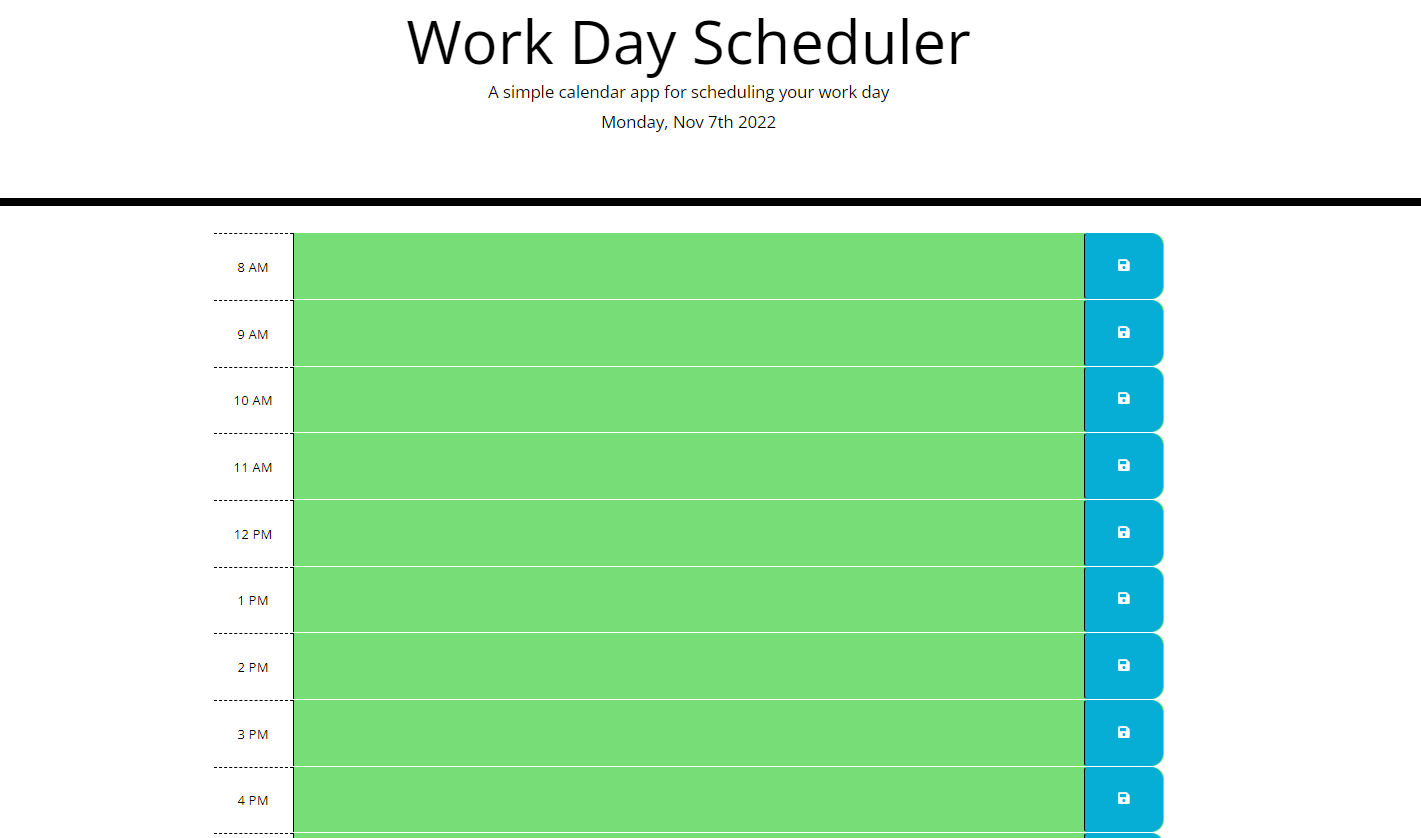 Work Day Scheduler
A simple calendar app for scheduling your work day
Monday, Nov 7th 2022
8 AM
9 AM
10 AM
11 AM
12 PM
1 PM
2 PM
3 PM
4 PM